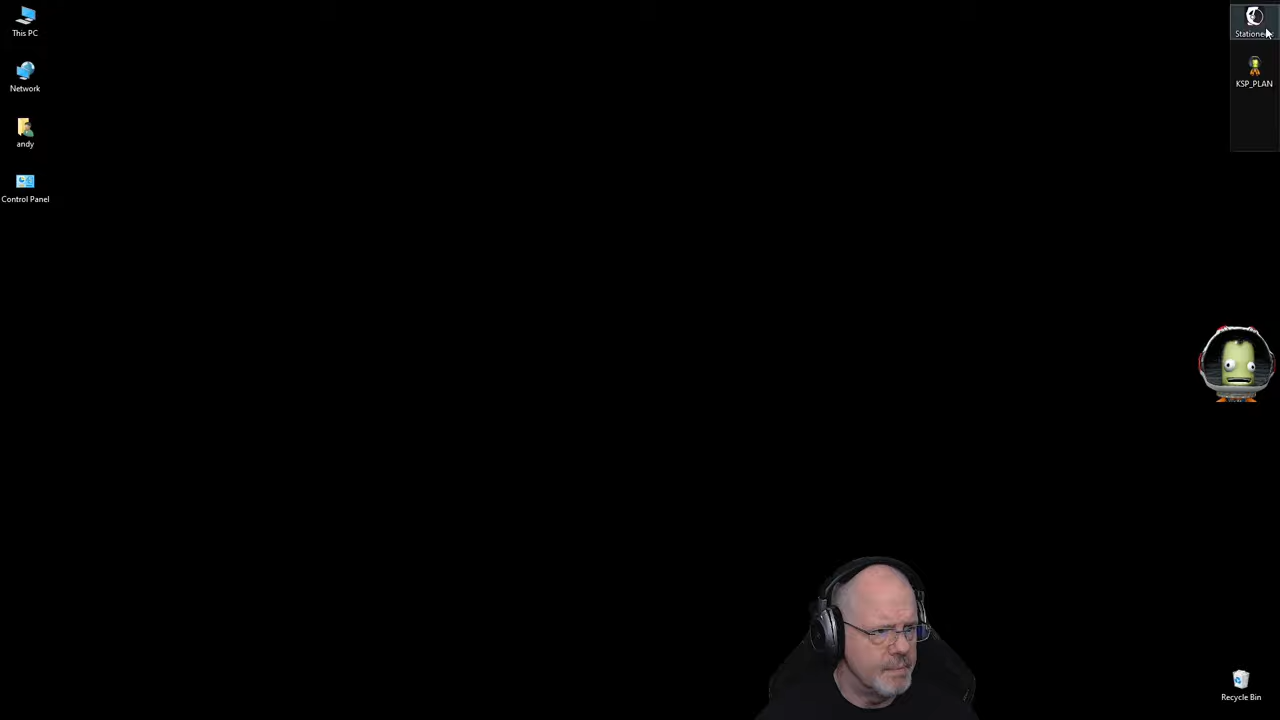 This PC
Network
andy
Control Panel
KSP_PLAN
Recycle Bin